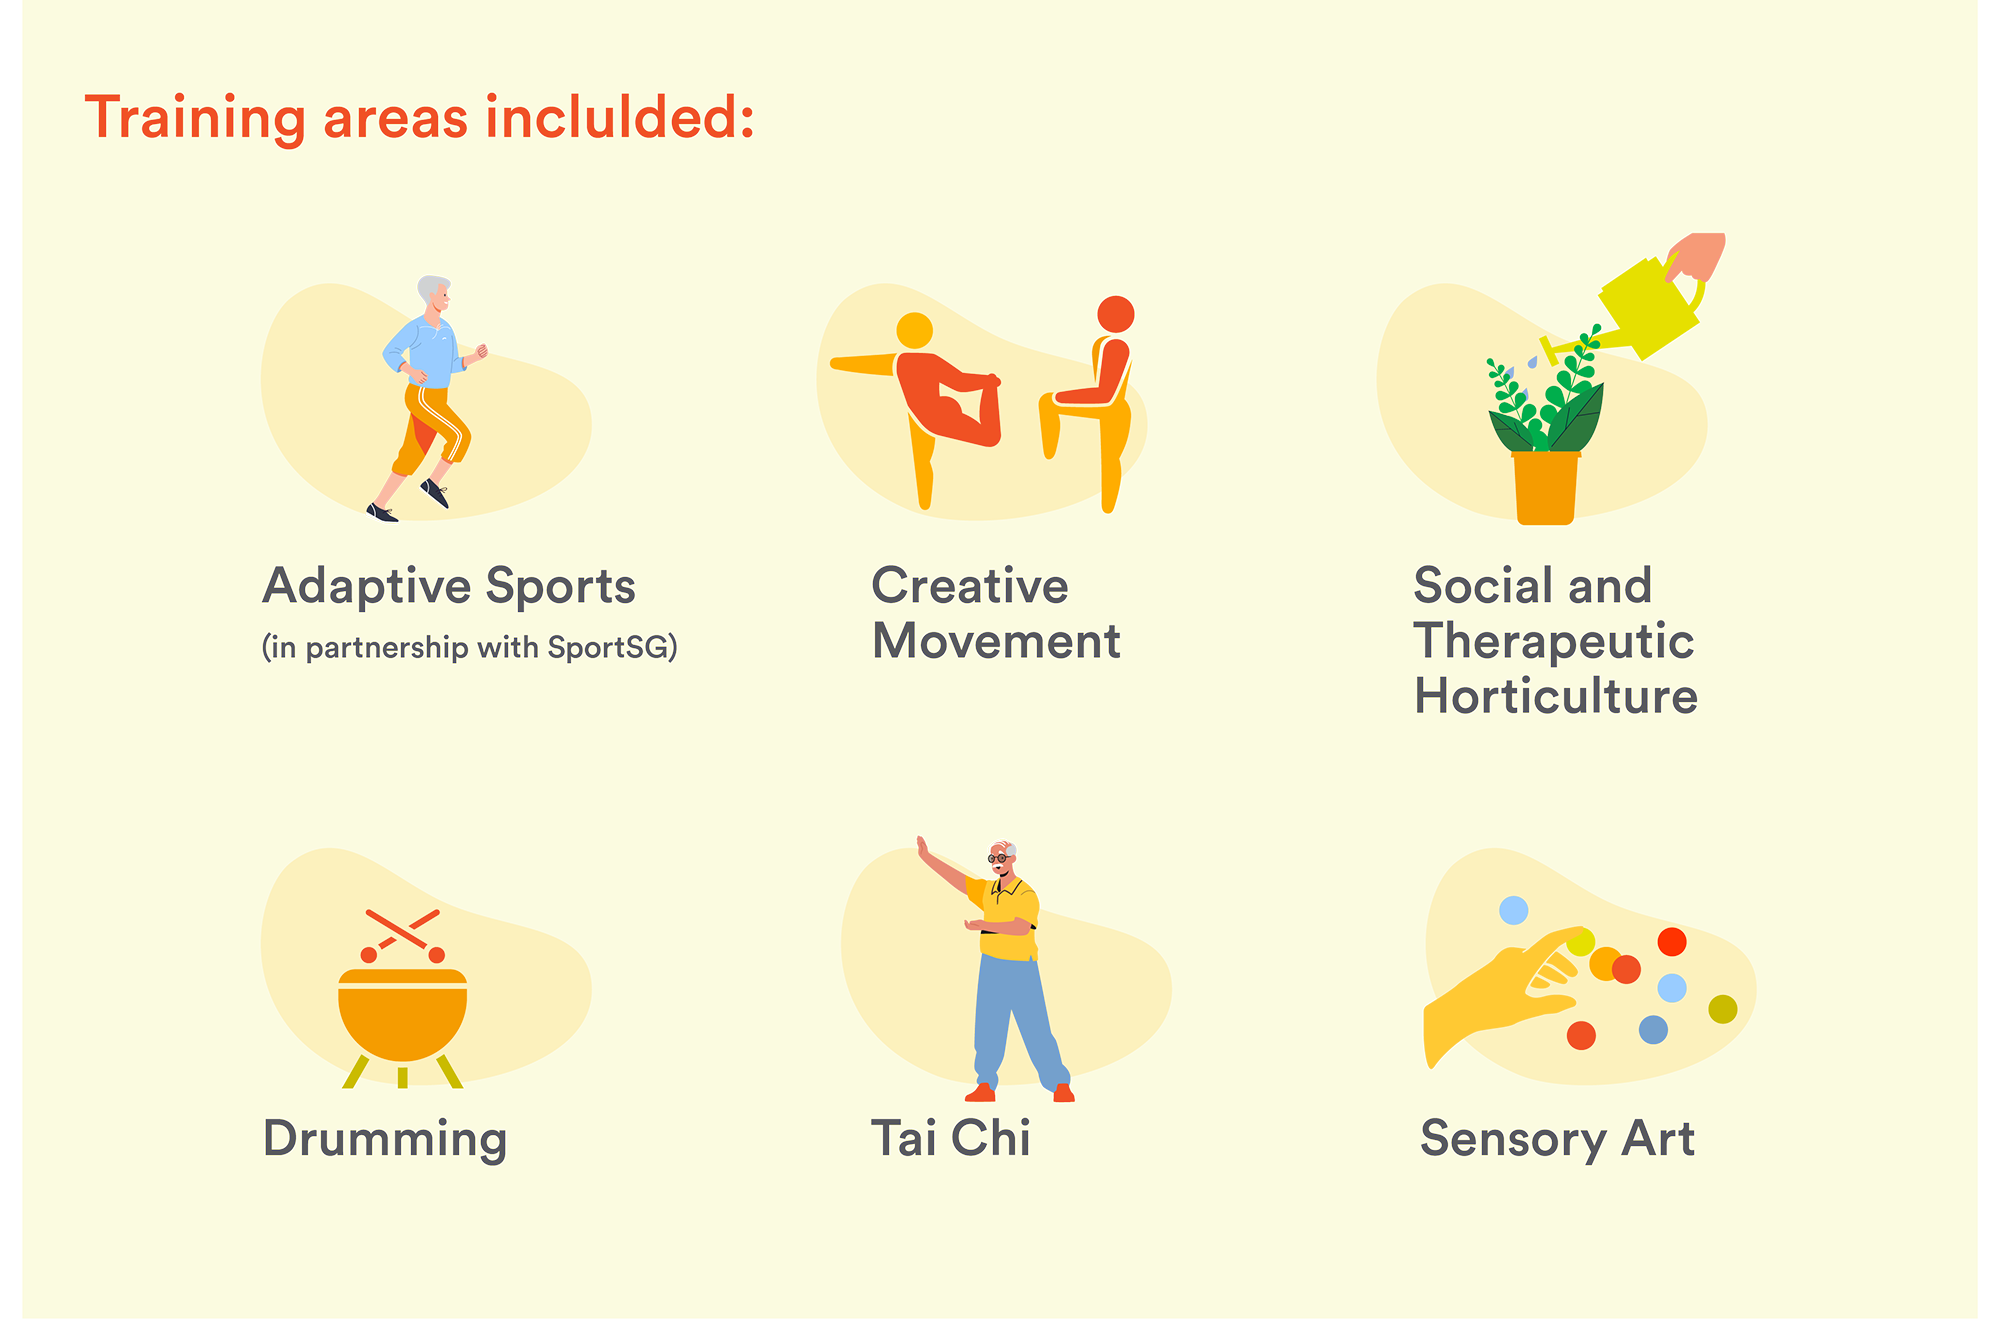 Training areas inclulded:
Adaptive Sports
(in partnership with SportSG)
Creative
Movement
Social and
Therapeutic
Horticulture
Drumming
Tai Chi
Sensory Art